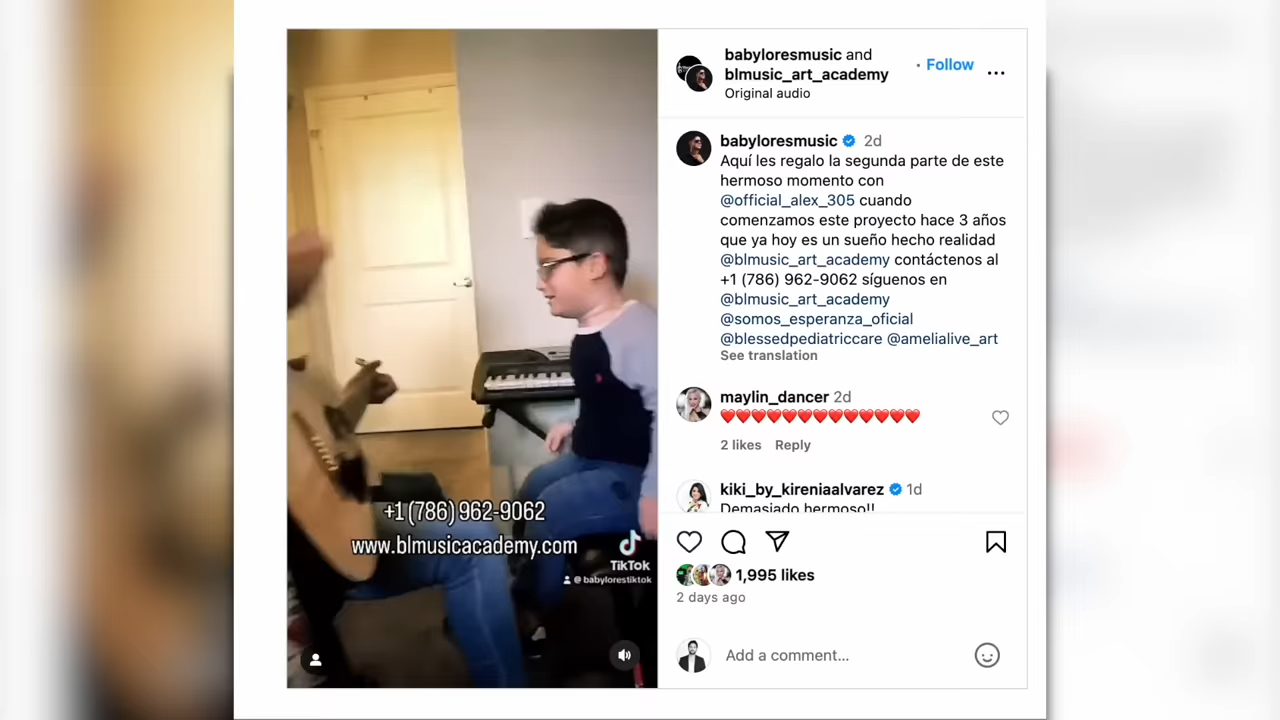 babyloresmusic and
blmusic_art_academy
Original audio
• Follow
babyloresmusic 2d
Aquí les regalo la segunda parte de este
hermoso momento con
@official_alex_305 cuando
comenzamos este proyecto hace 3 años
que ya hoy es un sueño hecho realidad
@blmusic_art_academy contáctenos al
+1 (786) 962-9062 síguenos en
@blmusic_art_academy
@somos_esperanza_oficial
@blessedpediatriccare @amelialive_art
See translation
maylin_dancer 2d
❤️❤️❤️❤️❤️❤️❤️❤️❤️❤️❤️❤️❤️
2 likes Reply
kiki_by_kireniaalvarez 1d
Demasiado hermoso!!
1,995 likes
2 days ago
Add a comment...
+1 (786) 962-9062
www.blmusicacademy.com
TikTok
@babylorestiktok